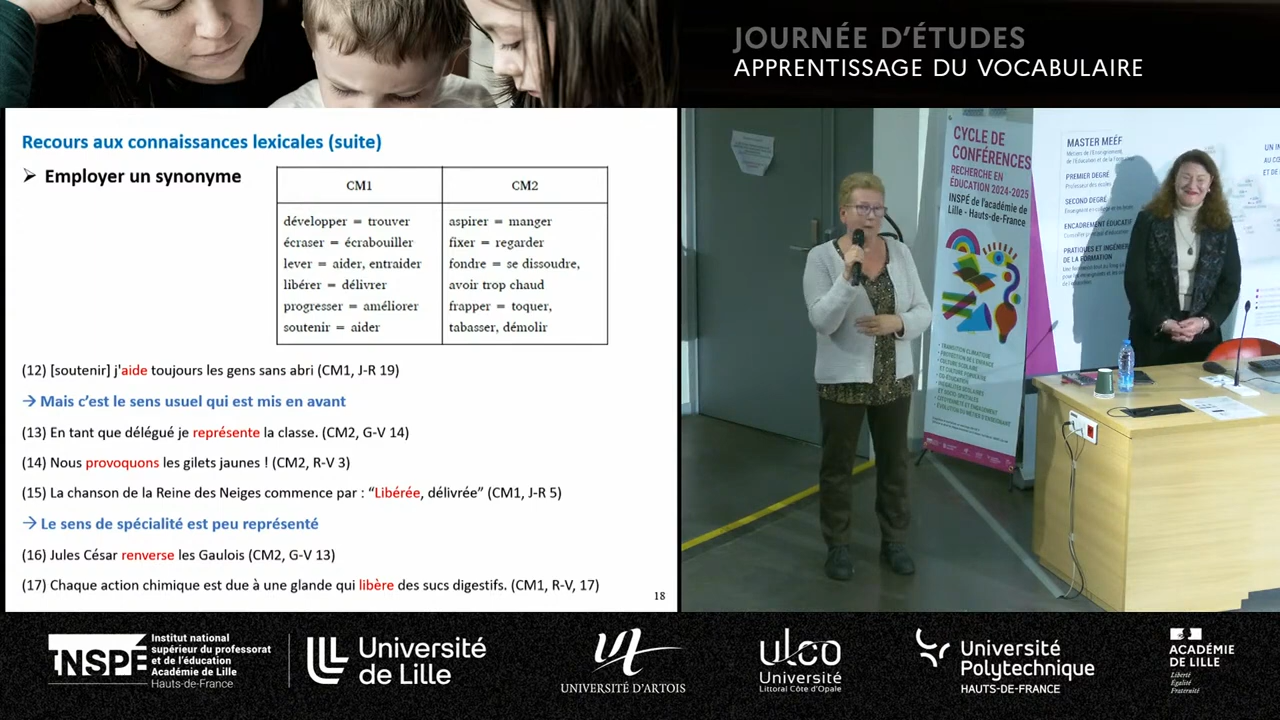 JOURNÉE D'ÉTUDES
APPRENTISSAGE DU VOCABULAIRE
Recours aux connaissances lexicales (suite)
➢ Employer un synonyme
CM1
CM2
développer = trouver
écraser = écrabouiller
lever = aider, entraider
libérer = délivrer
progresser = améliorer
soutenir = aider
aspirer = manger
fixer = regarder
fondre = se dissoudre,
avoir trop chaud
frapper = toquer,
tabasser, démolir
(12) [soutenir] j'aide toujours les gens sans abri (CM1, J-R 19)
→ Mais c'est le sens usuel qui est mis en avant
(13) En tant que délégué je représente la classe. (CM2, G-V 14)
(14) Nous provoquons les gilets jaunes ! (CM2, R-V 3)
(15) La chanson de la Reine des Neiges commence par : “Libérée, délivrée” (CM1, J-R 5)
→ Le sens de spécialité est peu représenté
(16) Jules César renverse les Gaulois (CM2, G-V 13)
(17) Chaque action chimique est due à une glande qui libère des sucs digestifs. (CM1, R-V, 17)
18
CYCLE DE
CONFÉRENCES
RECHERCHE EN
ÉDUCATION 2024-2025
INSPÉ de l'académie de
Lille - Hauts-de-France
MASTER MEÉF
PREMIER DEGRÉ
Professeur des écoles
SECOND DEGRÉ
ENCADREMENT ÉDUCATIF
PRATIQUES ET INGÉNIERIE
DE LA FORMATION
INSPÉ
Institut national
supérieur du professorat
et de l'éducation
Académie de Lille
Hauts-de-France
Université
de Lille
UNIVERSITÉ D'ARTOIS
ulco
Université
Littoral Côte d'Opale
Université
Polytechnique
HAUTS-DE-FRANCE
ACADÉMIE
DE LILLE
Liberté
Égalité
Fraternité